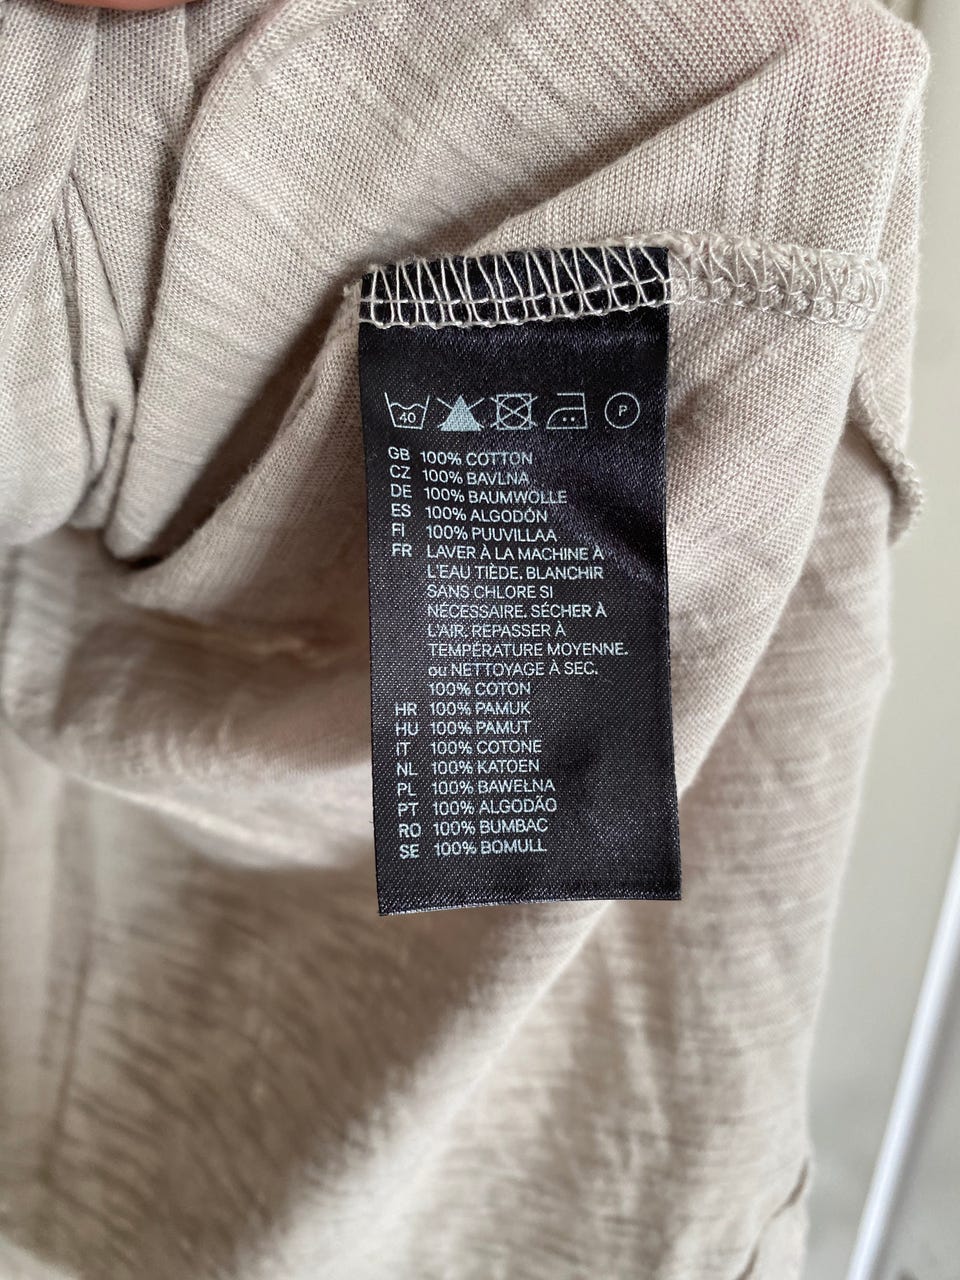 40 P
GB 100% COTTON
CZ 100% BAVLNA
DE 100% BAUMWOLLE
ES 100% ALGODÓN
FI 100% PUUVILLAA
FR LAVER À LA MACHINE À
L'EAU TIÈDE. BLANCHIR
SANS CHLORE SI
NÉCESSAIRE. SÉCHER À
L'AIR. REPASSER À
TEMPÉRATURE MOYENNE.
ou NETTOYAGE À SEC.
100% COTON
HR 100% PAMUK
HU 100% PAMUT
IT 100% COTONE
NL 100% KATOEN
PL 100% BAWEŁNA
PT 100% ALGODÃO
RO 100% BUMBAC
SE 100% BOMULL